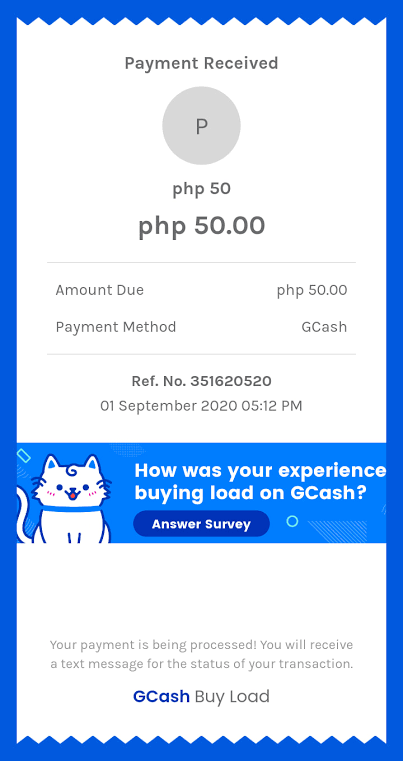 Payment Received
P
php 50
php 50.00
Amount Due php 50.00
Payment Method GCash
Ref. No. 351620520
01 September 2020 05:12 PM
How was your experience
buying load on GCash?
Answer Survey
Your payment is being processed! You will receive
a text message for the status of your transaction.
GCash Buy Load